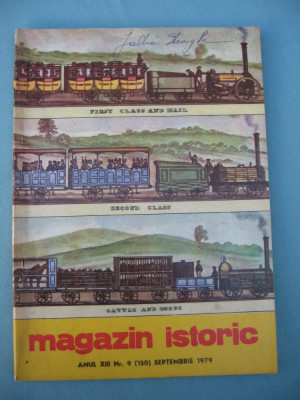 FIRST CLASS AND MAIL
SECOND CLASS
CATTLE AND GOODS
magazin istoric
ANUL XIII Nr. 9 (150) SEPTEMBRIE 1979